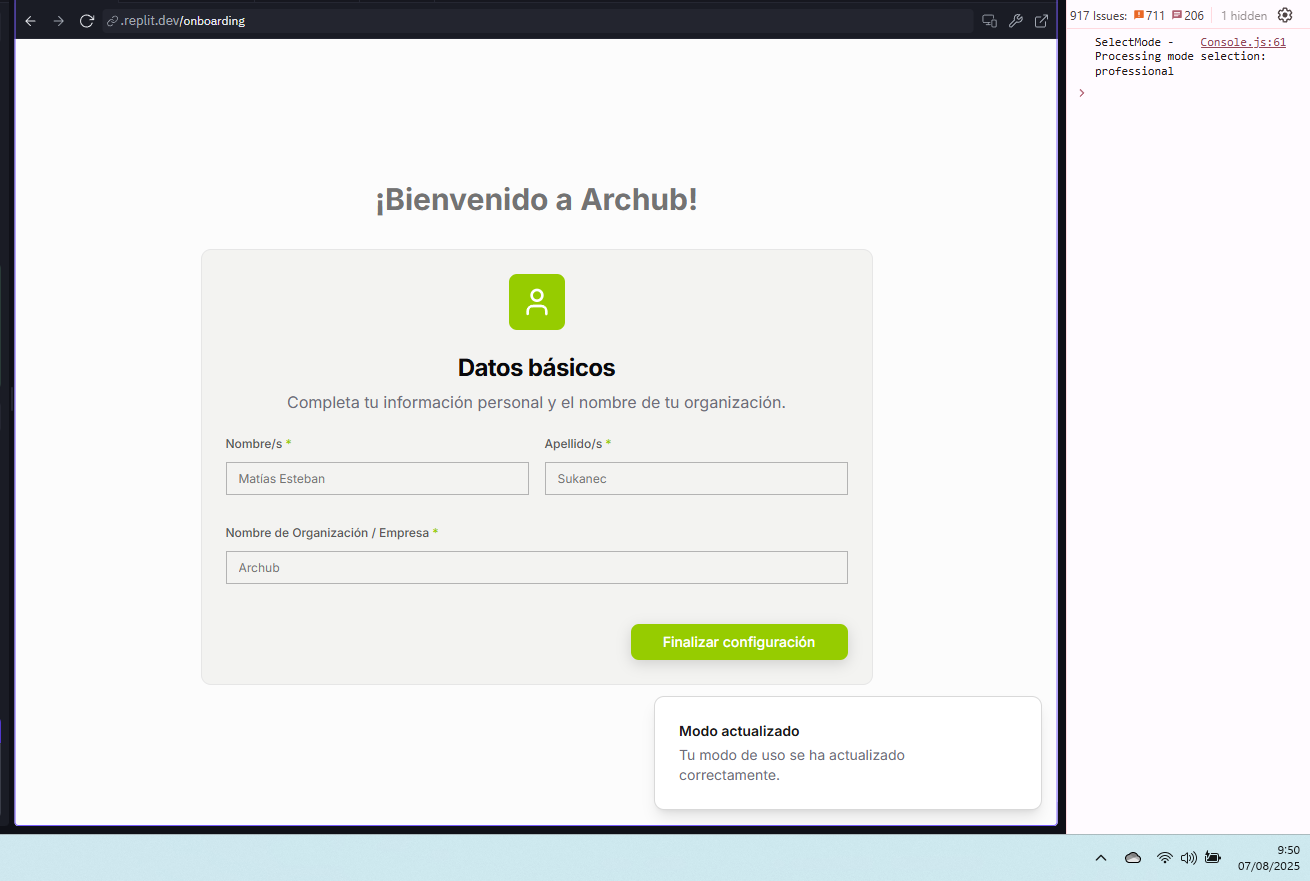 .replit.dev/onboarding
917 Issues: 711 206 1 hidden
SelectMode - Console.js:61
Processing mode selection:
professional
¡Bienvenido a Archub!
Datos básicos
Completa tu información personal y el nombre de tu organización.
Nombre/s * Apellido/s *
Matías Esteban Sukanec
Nombre de Organización / Empresa *
Archub
Finalizar configuración
Modo actualizado
Tu modo de uso se ha actualizado
correctamente.
9:50
07/08/2025